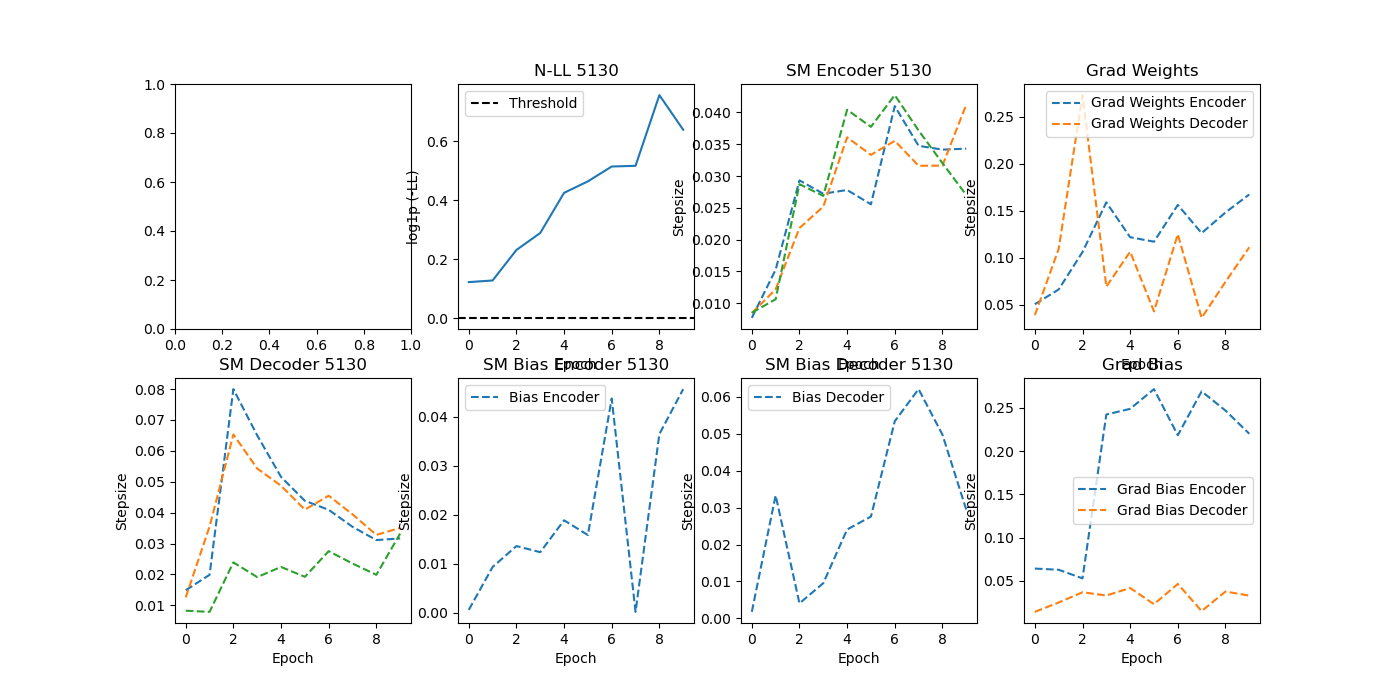 N-LL 5130
SM Encoder 5130
Grad Weights
1.0
0.8
0.6
0.4
0.2
0.0
0.0 0.2 0.4 0.6 0.8 1.0
log1p (-LL)
Threshold
0.6
0.4
0.2
0.0
0 2 4 6 8
Epoch
Stepsize
0.040
0.035
0.030
0.025
0.020
0.015
0.010
0 2 4 6 8
Epoch
Stepsize
Grad Weights Encoder
Grad Weights Decoder
0.25
0.20
0.15
0.10
0.05
0 2 4 6 8
Epoch
SM Decoder 5130
Stepsize
0.08
0.07
0.06
0.05
0.04
0.03
0.02
0.01
0 2 4 6 8
Epoch
SM Bias Encoder 5130
Stepsize
Bias Encoder
0.04
0.03
0.02
0.01
0.00
0 2 4 6 8
Epoch
SM Bias Decoder 5130
Stepsize
Bias Decoder
0.06
0.05
0.04
0.03
0.02
0.01
0.00
0 2 4 6 8
Epoch
Grad Bias
Stepsize
Grad Bias Encoder
Grad Bias Decoder
0.25
0.20
0.15
0.10
0.05
0 2 4 6 8
Epoch